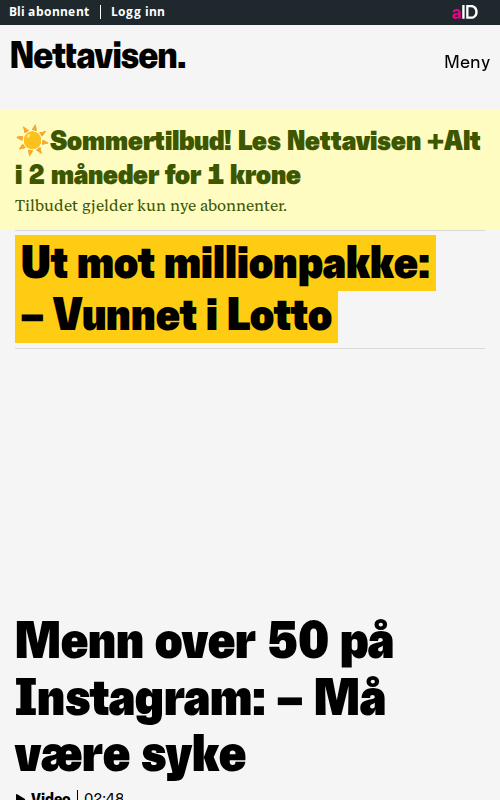 Bli abonnent | Logg inn
aID
Nettavisen.
Meny
☀️Sommertilbud! Les Nettavisen +Alt
i 2 måneder for 1 krone
Tilbudet gjelder kun nye abonnenter.
Ut mot millionpakke:
– Vunnet i Lotto
Menn over 50 på
Instagram: – Må
være syke
Video | 02:48